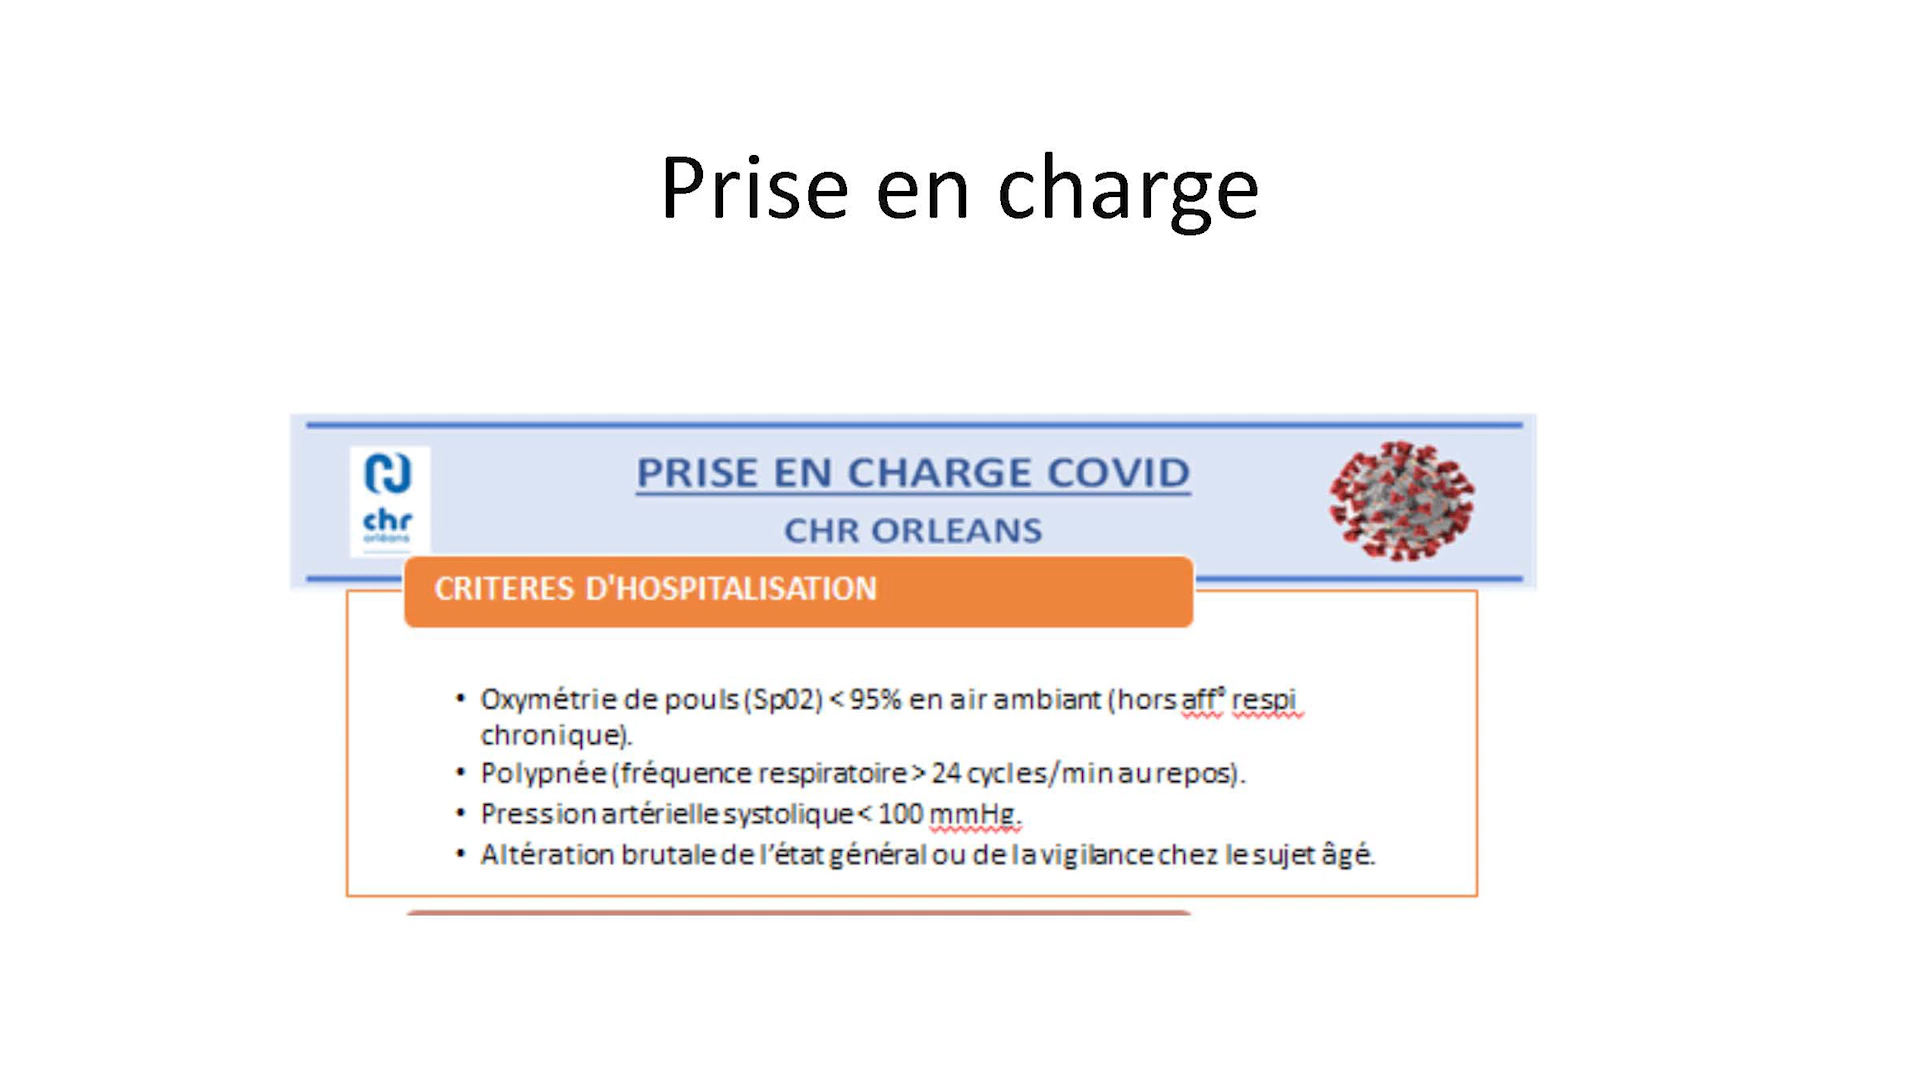 Prise en charge
PRISE EN CHARGE COVID
chr
orléans
CHR ORLEANS
CRITERES D'HOSPITALISATION
• Oxymétrie de pouls (Sp02) < 95% en air ambiant (hors aff° respi
chronique).
• Polypnée (fréquence respiratoire > 24 cycles/min au repos).
• Pression artérielle systolique < 100 mmHg.
• Altération brutale de l’état général ou de la vigilance chez le sujet âgé.